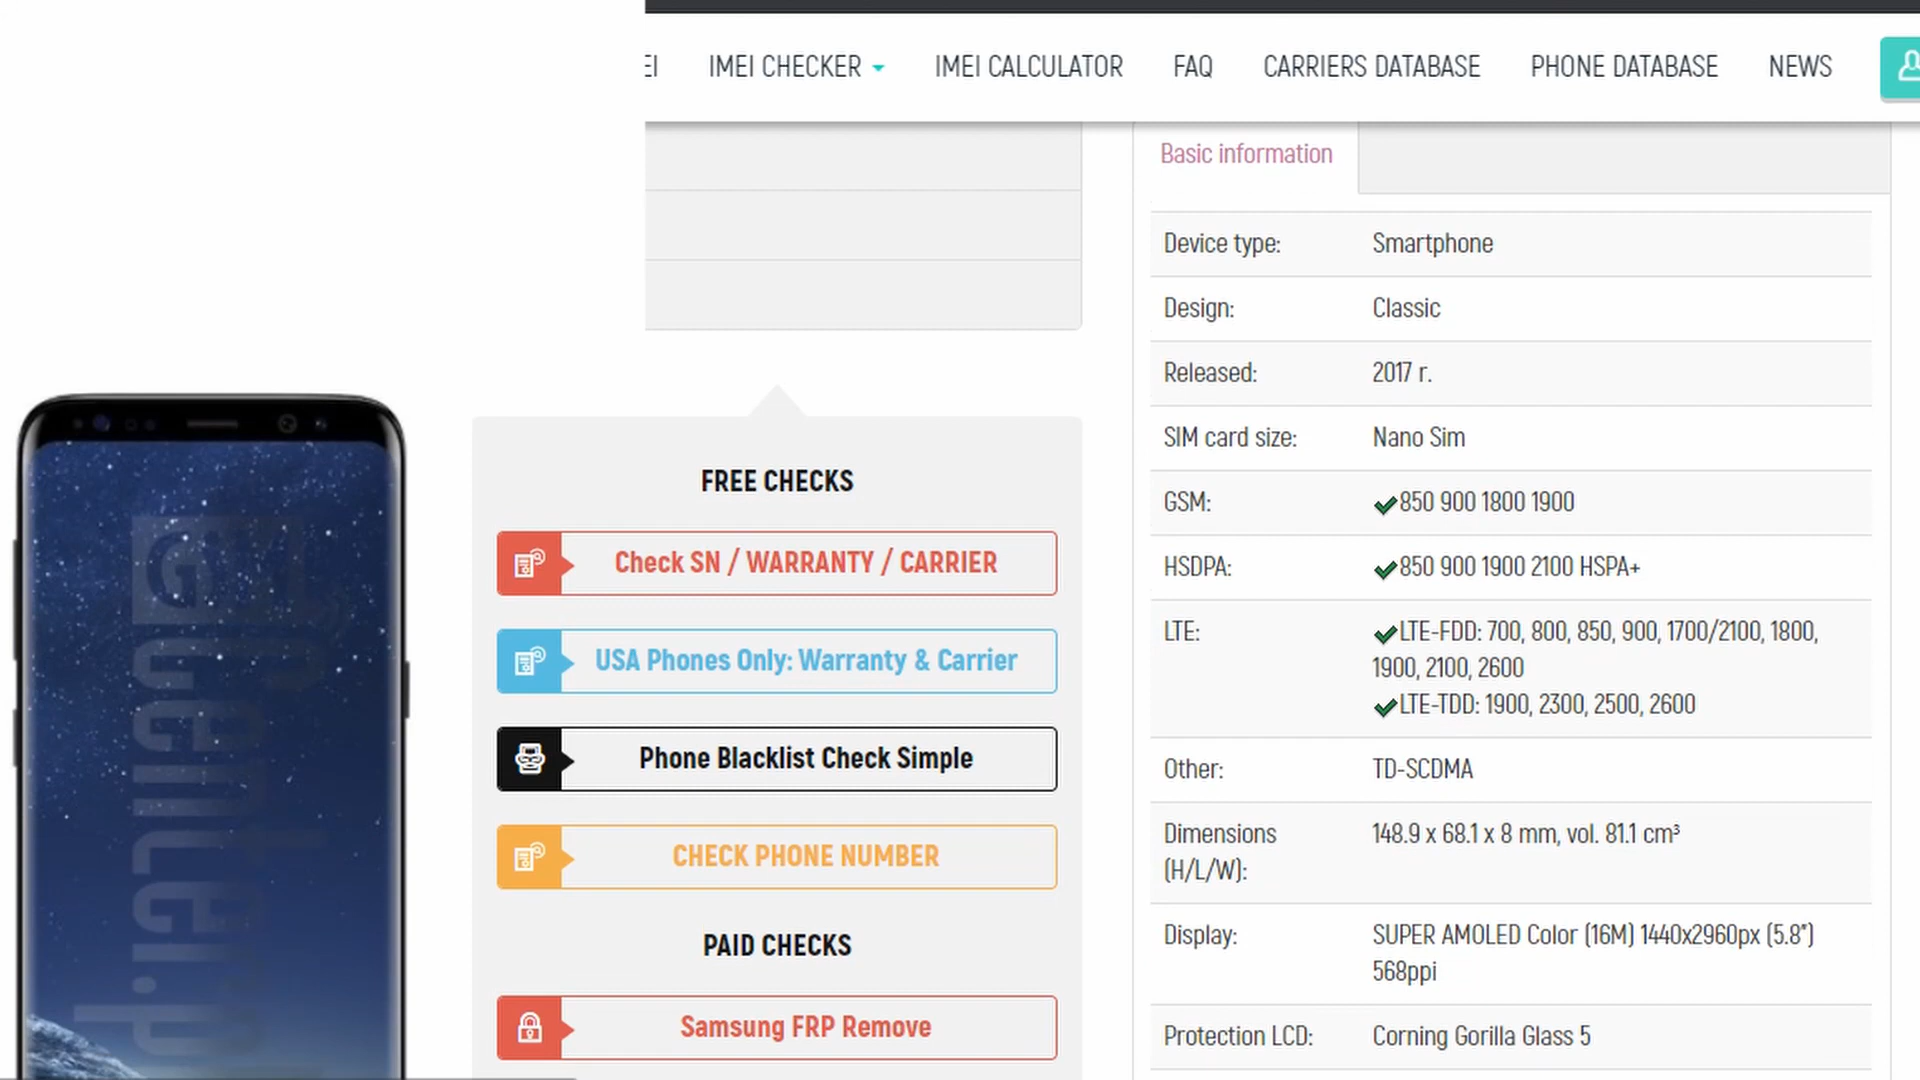 EI
IMEI CHECKER
IMEI CALCULATOR
FAQ
CARRIERS DATABASE
PHONE DATABASE
NEWS
FREE CHECKS
Check SN / WARRANTY / CARRIER
USA Phones Only: Warranty & Carrier
Phone Blacklist Check Simple
CHECK PHONE NUMBER
PAID CHECKS
Samsung FRP Remove
Basic information
Device type: Smartphone
Design: Classic
Released: 2017 r.
SIM card size: Nano Sim
GSM: 850 900 1800 1900
HSDPA: 850 900 1900 2100 HSPA+
LTE: LTE-FDD: 700, 800, 850, 900, 1700/2100, 1800,
1900, 2100, 2600
LTE-TDD: 1900, 2300, 2500, 2600
Other: TD-SCDMA
Dimensions 148.9 x 68.1 x 8 mm, vol. 81.1 cm³
(H/L/W):
Display: SUPER AMOLED Color (16M) 1440x2960px (5.8")
568ppi
Protection LCD: Corning Gorilla Glass 5